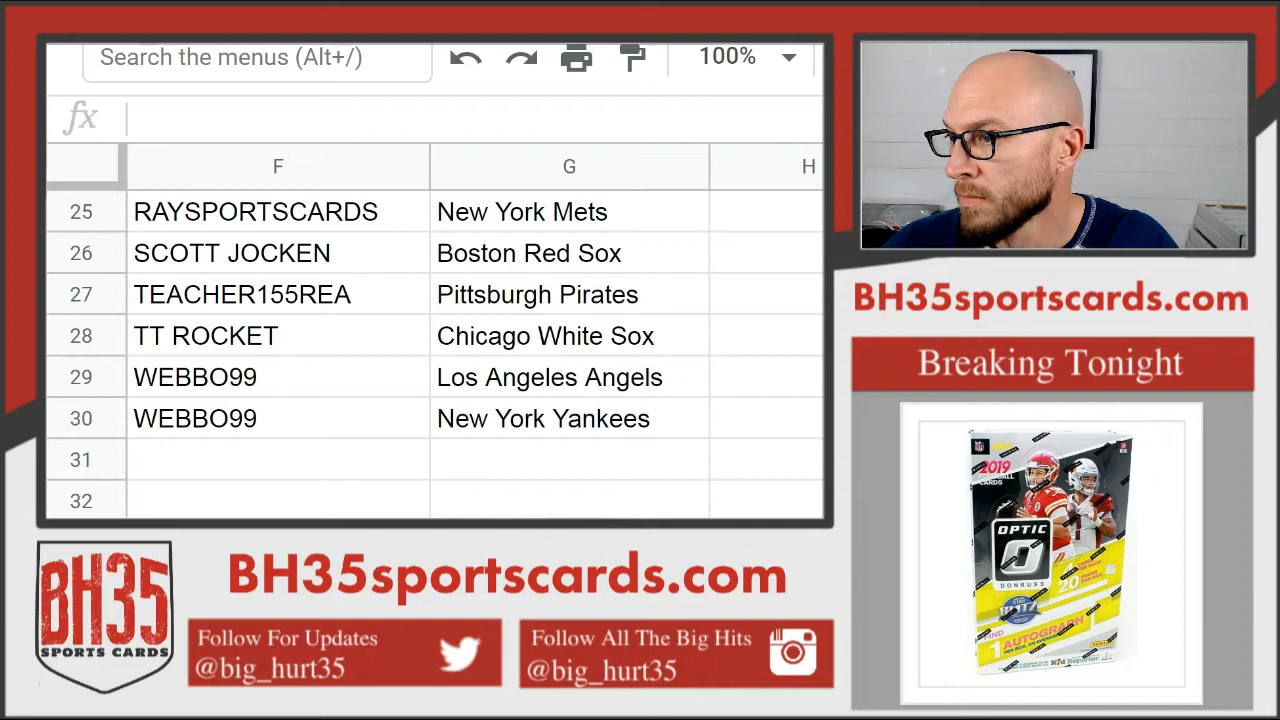 Search the menus (Alt+/)
100%
fx
F G H
25 RAYSPORTSCARDS New York Mets
26 SCOTT JOCKEN Boston Red Sox
27 TEACHER155REA Pittsburgh Pirates
28 TT ROCKET Chicago White Sox
29 WEBBO99 Los Angeles Angels
30 WEBBO99 New York Yankees
31
32
BH35sportscards.com
Breaking Tonight
2019
OPTIC
DONRUSS
20
AUTOGRAPH
1
BH35
SPORTS CARDS
BH35sportscards.com
Follow For Updates
@big_hurt35
Follow All The Big Hits
@big_hurt35